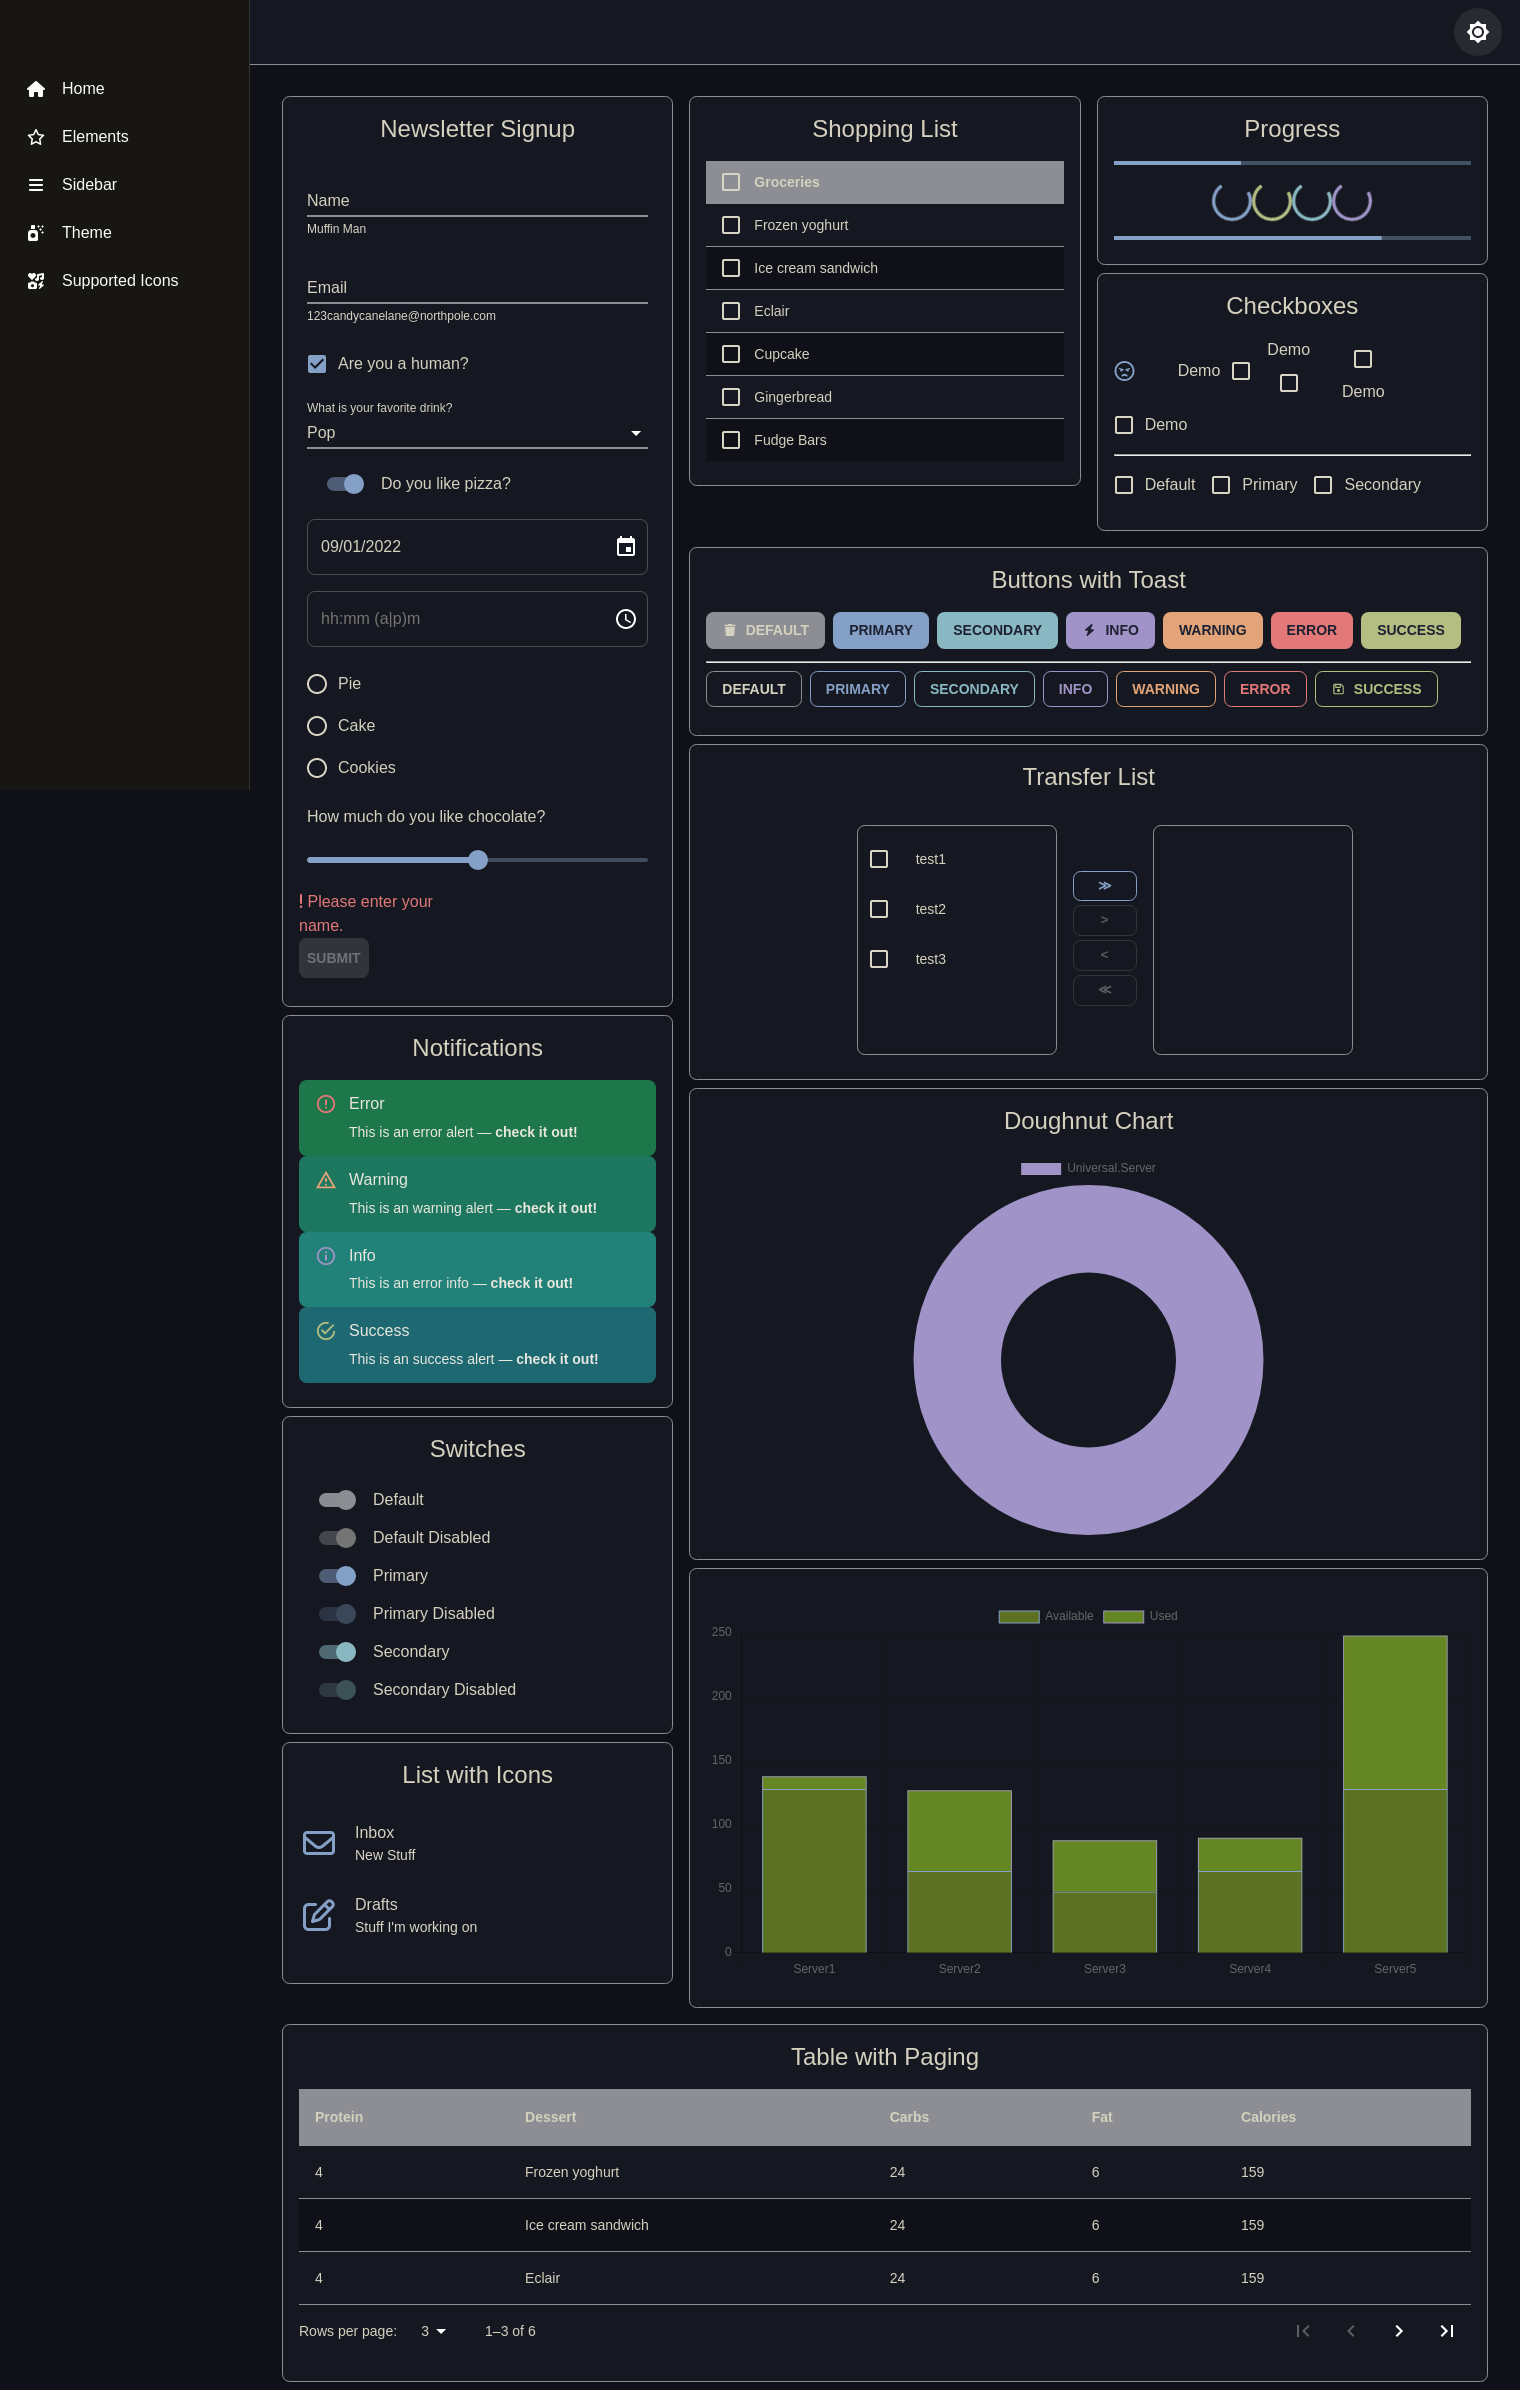 Home
Elements
Sidebar
Theme
Supported Icons
Newsletter Signup
Name
Muffin Man
Email
123candycanelane@northpole.com
Are you a human?
What is your favorite drink?
Pop
Do you like pizza?
09/01/2022
hh:mm (a|p)m
Pie
Cake
Cookies
How much do you like chocolate?
! Please enter your
name.
SUBMIT
Notifications
Error
This is an error alert — check it out!
Warning
This is an warning alert — check it out!
Info
This is an error info — check it out!
Success
This is an success alert — check it out!
Switches
Default
Default Disabled
Primary
Primary Disabled
Secondary
Secondary Disabled
List with Icons
Inbox
New Stuff
Drafts
Stuff I'm working on
Shopping List
Groceries
Frozen yoghurt
Ice cream sandwich
Eclair
Cupcake
Gingerbread
Fudge Bars
Progress
Checkboxes
Demo
Demo
Demo
Demo
Default Primary Secondary
Buttons with Toast
DEFAULT PRIMARY SECONDARY INFO WARNING ERROR SUCCESS
DEFAULT PRIMARY SECONDARY INFO WARNING ERROR SUCCESS
Transfer List
test1
test2
test3
≫
>
<
≪
Doughnut Chart
Universal.Server
Available Used
250
200
150
100
50
0
Server1 Server2 Server3 Server4 Server5
Table with Paging
Protein Dessert Carbs Fat Calories
4 Frozen yoghurt 24 6 159
4 Ice cream sandwich 24 6 159
4 Eclair 24 6 159
Rows per page: 3 1–3 of 6